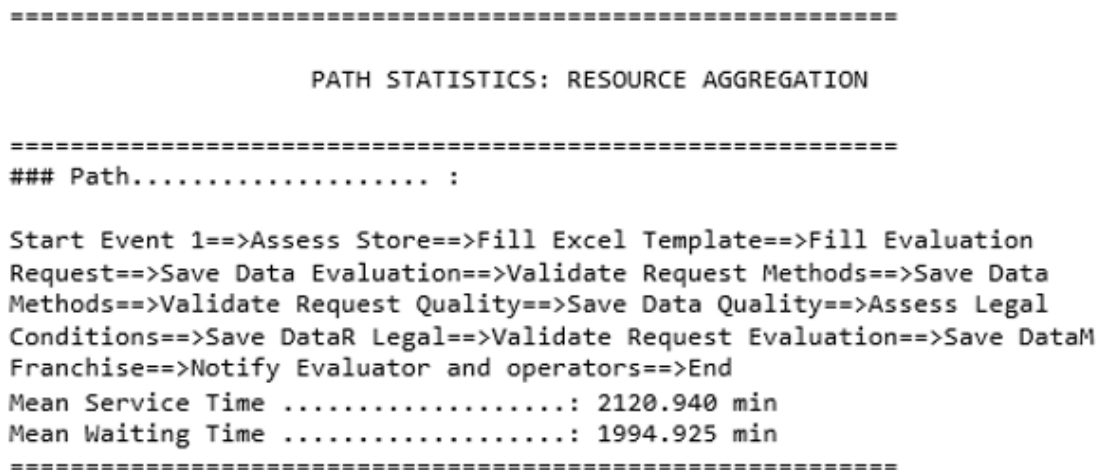 ===========================================================
PATH STATISTICS: RESOURCE AGGREGATION
===========================================================
### Path.................... :
Start Event 1==>Assess Store==>Fill Excel Template==>Fill Evaluation
Request==>Save Data Evaluation==>Validate Request Methods==>Save Data
Methods==>Validate Request Quality==>Save Data Quality==>Assess Legal
Conditions==>Save DataR Legal==>Validate Request Evaluation==>Save DataM
Franchise==>Notify Evaluator and operators==>End
Mean Service Time ...................: 2120.940 min
Mean Waiting Time ...................: 1994.925 min
===========================================================